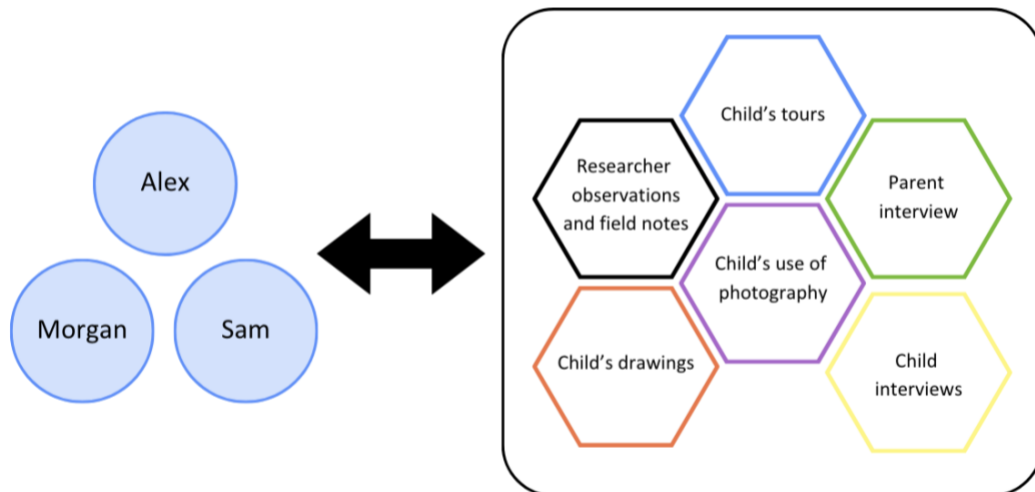 Alex
Morgan
Sam
Child’s tours
Researcher
observations
and field notes
Parent
interview
Child’s use of
photography
Child’s drawings
Child
interviews